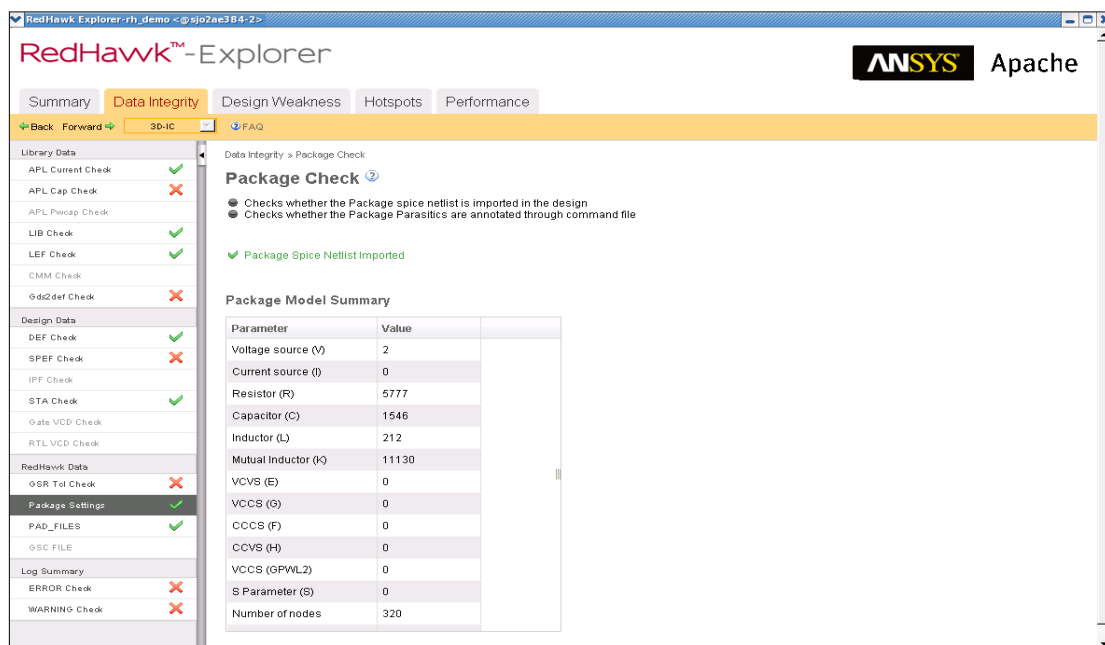 RedHawk Explorer-rh_demo <@sjo2ae384-2>
RedHawk™-Explorer
ANSYS Apache
Summary Data Integrity Design Weakness Hotspots Performance
Back Forward 3D-IC FAQ
Library Data
APL Current Check
APL Cap Check
APL Pwcap Check
LIB Check
LEF Check
CMM Check
Gds2def Check
Design Data
DEF Check
SPEF Check
IPF Check
STA Check
Gate VCD Check
RTL VCD Check
RedHawk Data
GSR Tcl Check
Package Settings
PAD_FILES
GSC FILE
Log Summary
ERROR Check
WARNING Check
Data Integrity » Package Check
Package Check ?
Checks whether the Package spice netlist is imported in the design
Checks whether the Package Parasitics are annotated through command file
Package Spice Netlist Imported
Package Model Summary
Parameter Value
Voltage source (V) 2
Current source (I) 0
Resistor (R) 5777
Capacitor (C) 1546
Inductor (L) 212
Mutual Inductor (K) 11130
VCVS (E) 0
VCCS (G) 0
CCCS (F) 0
CCVS (H) 0
VCCS (GPWL2) 0
S Parameter (S) 0
Number of nodes 320